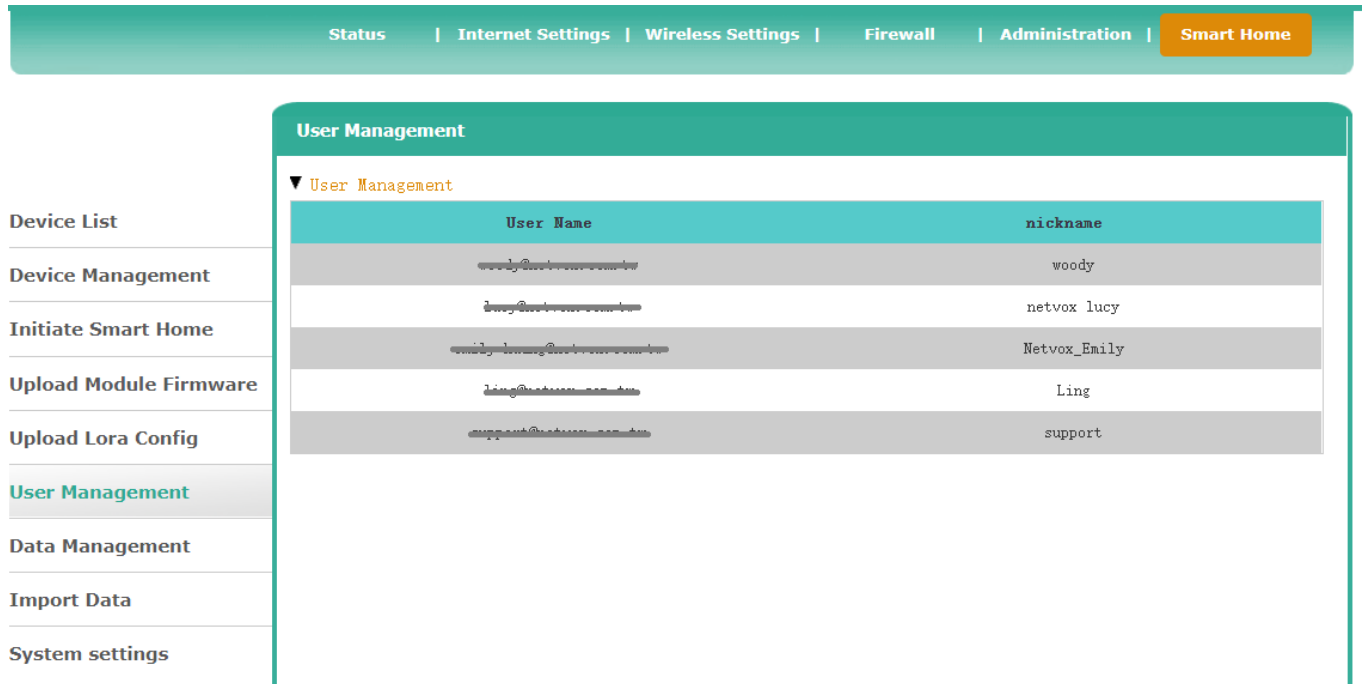 Status | Internet Settings | Wireless Settings | Firewall | Administration | Smart Home
User Management
▼ User Management
User Name nickname
woody
netvox lucy
Netvox_Emily
Ling
support
Device List
Device Management
Initiate Smart Home
Upload Module Firmware
Upload Lora Config
User Management
Data Management
Import Data
System settings